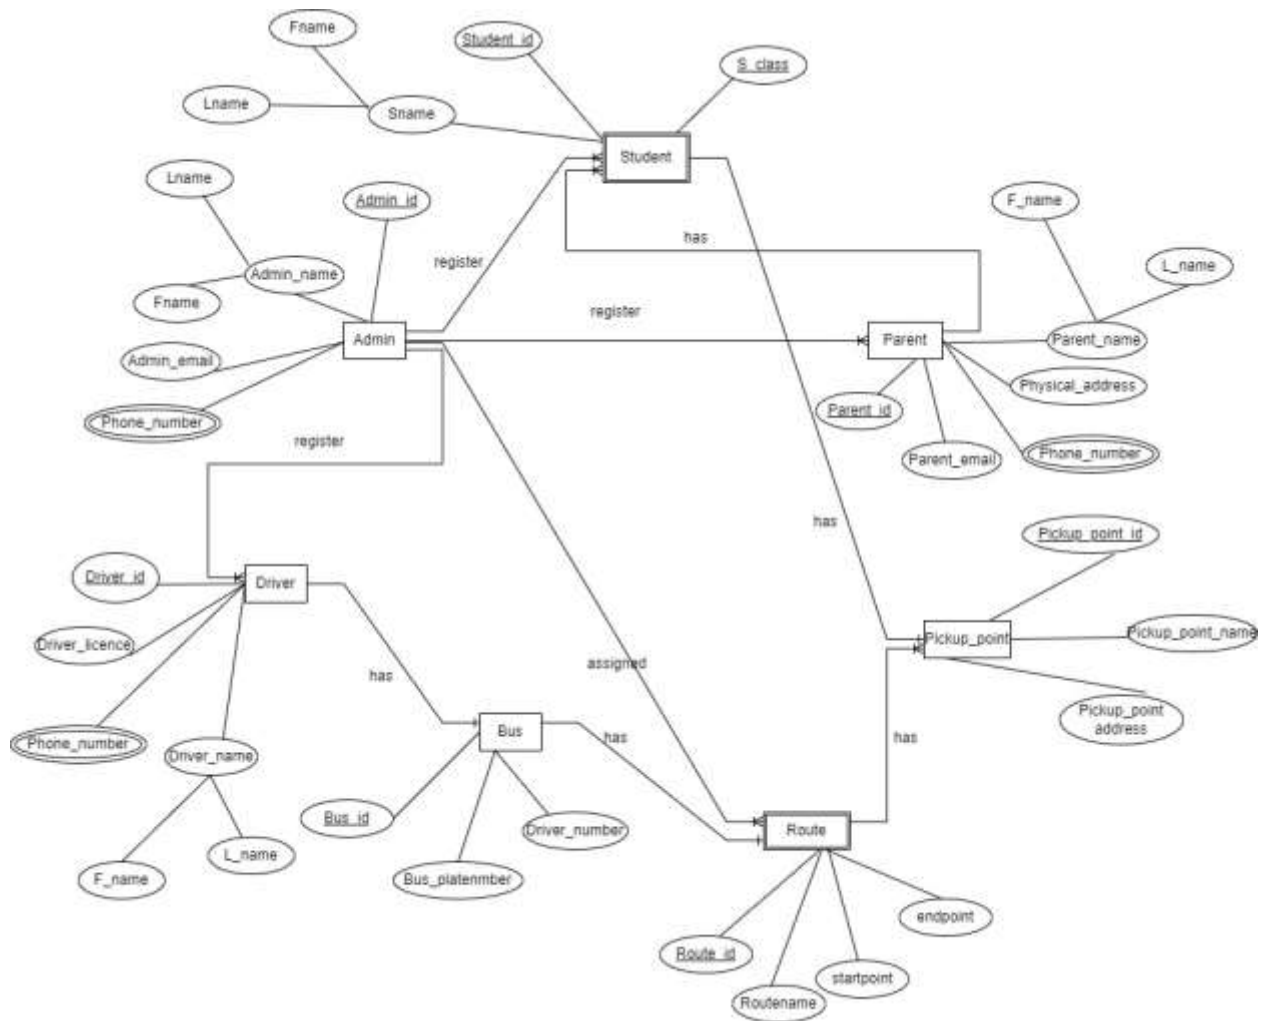 Fname
Student_id
S_class
Lname
Sname
Student
Lname
Admin_id
F_name
has
register
Admin_name
L_name
Fname
register
Admin
Parent
Parent_name
Admin_email
Physical_address
Parent_id
Phone_number
register
Parent_email
Phone_number
has
Pickup_point_id
Driver_id
Driver
Pickup_point_name
Driver_licence
Pickup_point
assigned
has
Pickup_point
address
Phone_number
Driver_name
Bus
has
has
Bus_id
Driver_number
Route
L_name
F_name
Bus_platenmber
endpoint
Route_id
startpoint
Routename